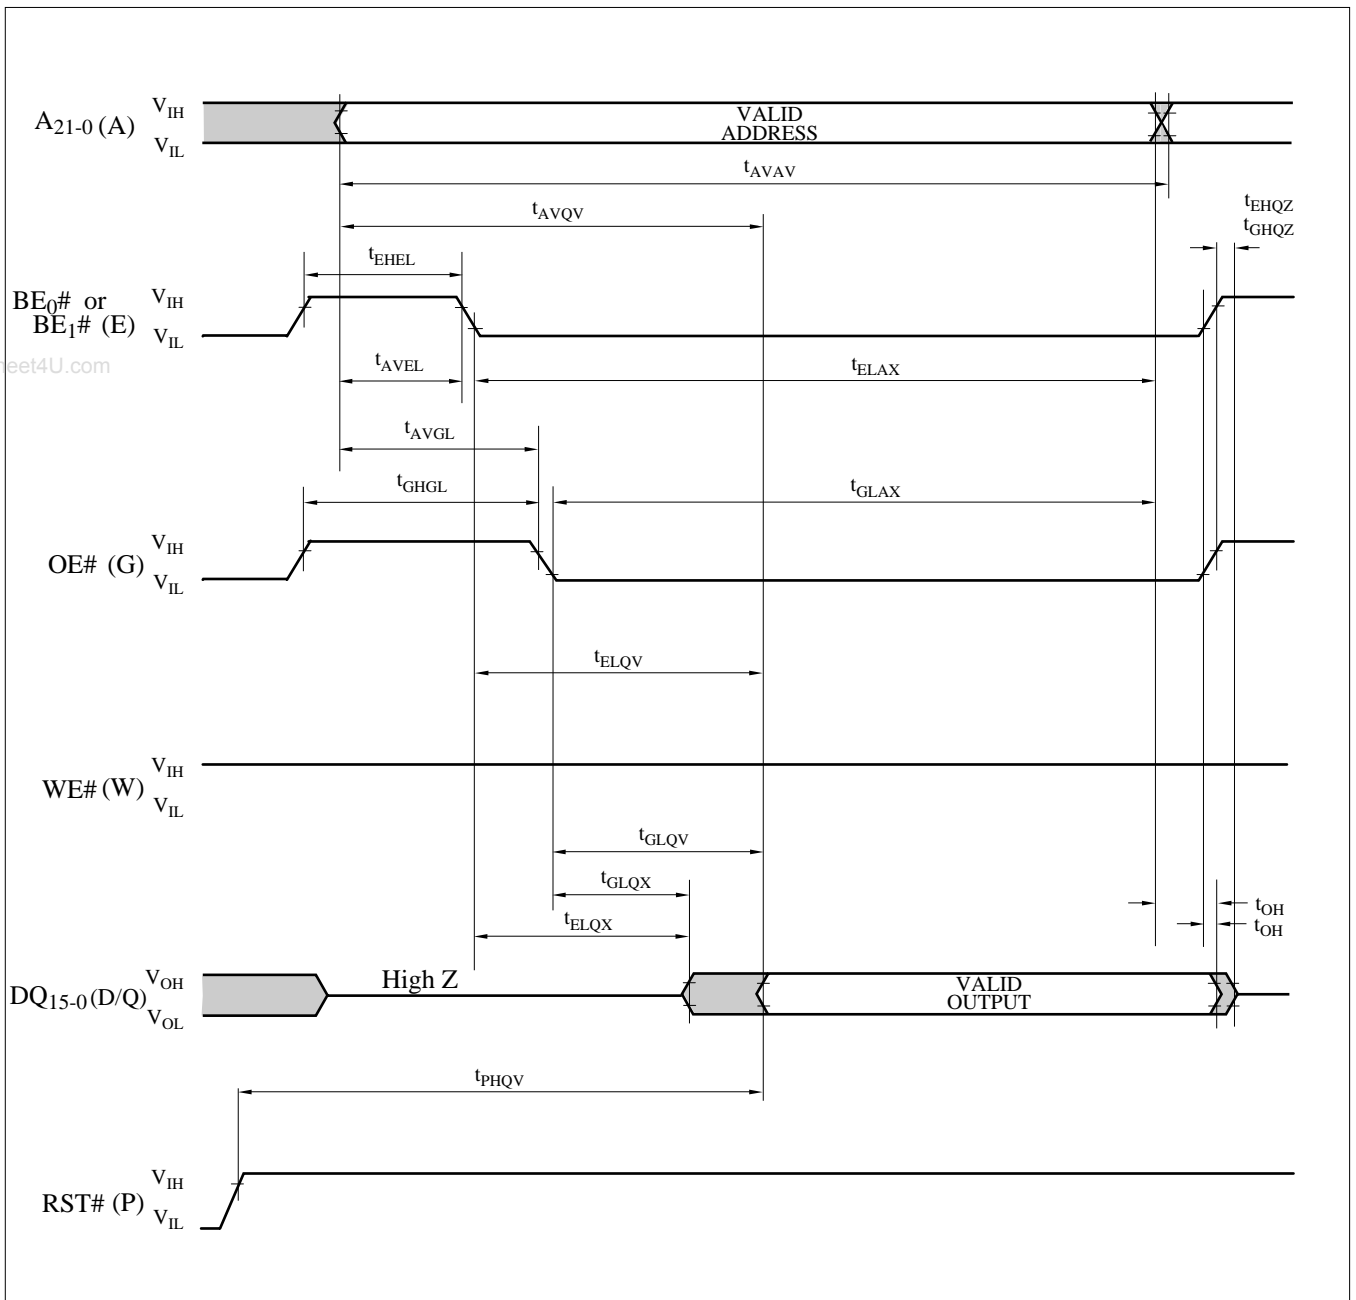 VIH
A21-0 (A)
VIL
VALID
ADDRESS
tAVAV
tAVQV
tEHQZ
tGHQZ
tEHEL
BE0# or
BE1# (E)
VIH
VIL
eet4U.com
tAVEL
tELAX
tAVGL
tGHGL
tGLAX
VIH
OE# (G)
VIL
tELQV
VIH
WE# (W)
VIL
tGLQV
tGLQX
tELQX
tOH
tOH
VOH
DQ15-0 (D/Q)
VOL
High Z
VALID
OUTPUT
tPHQV
VIH
RST# (P)
VIL